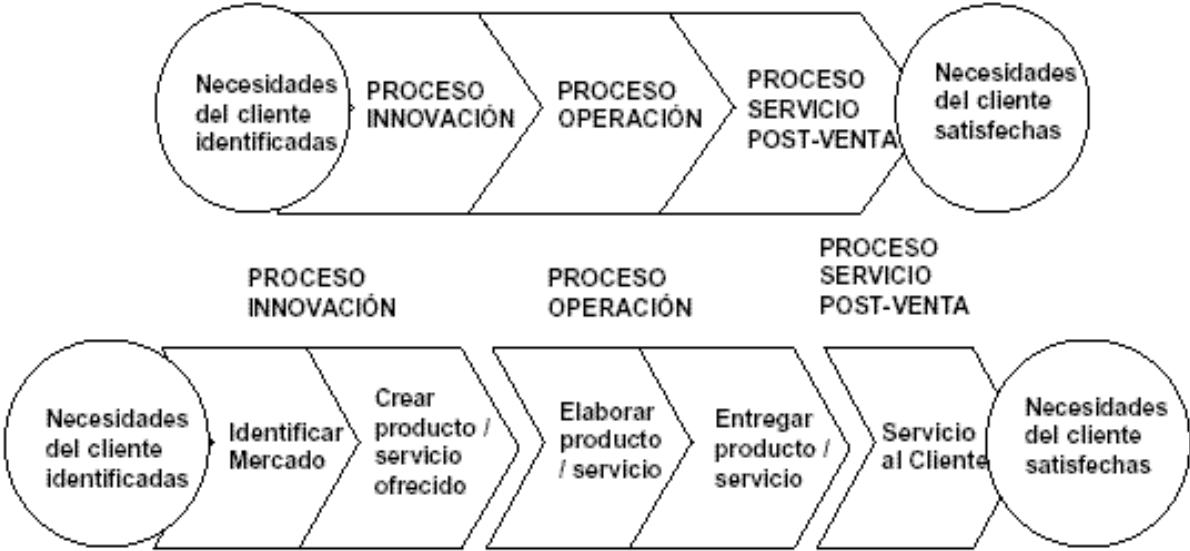 Necesidades
del cliente
identificadas
PROCESO
INNOVACIÓN
PROCESO
OPERACIÓN
PROCESO
SERVICIO
POST-VENTA
Necesidades
del cliente
satisfechas
PROCESO
INNOVACIÓN
PROCESO
OPERACIÓN
PROCESO
SERVICIO
POST-VENTA
Necesidades
del cliente
identificadas
Identificar
Mercado
Crear
producto /
servicio
ofrecido
Elaborar
producto
/ servicio
Entregar
producto /
servicio
Servicio
al Cliente
Necesidades
del cliente
satisfechas